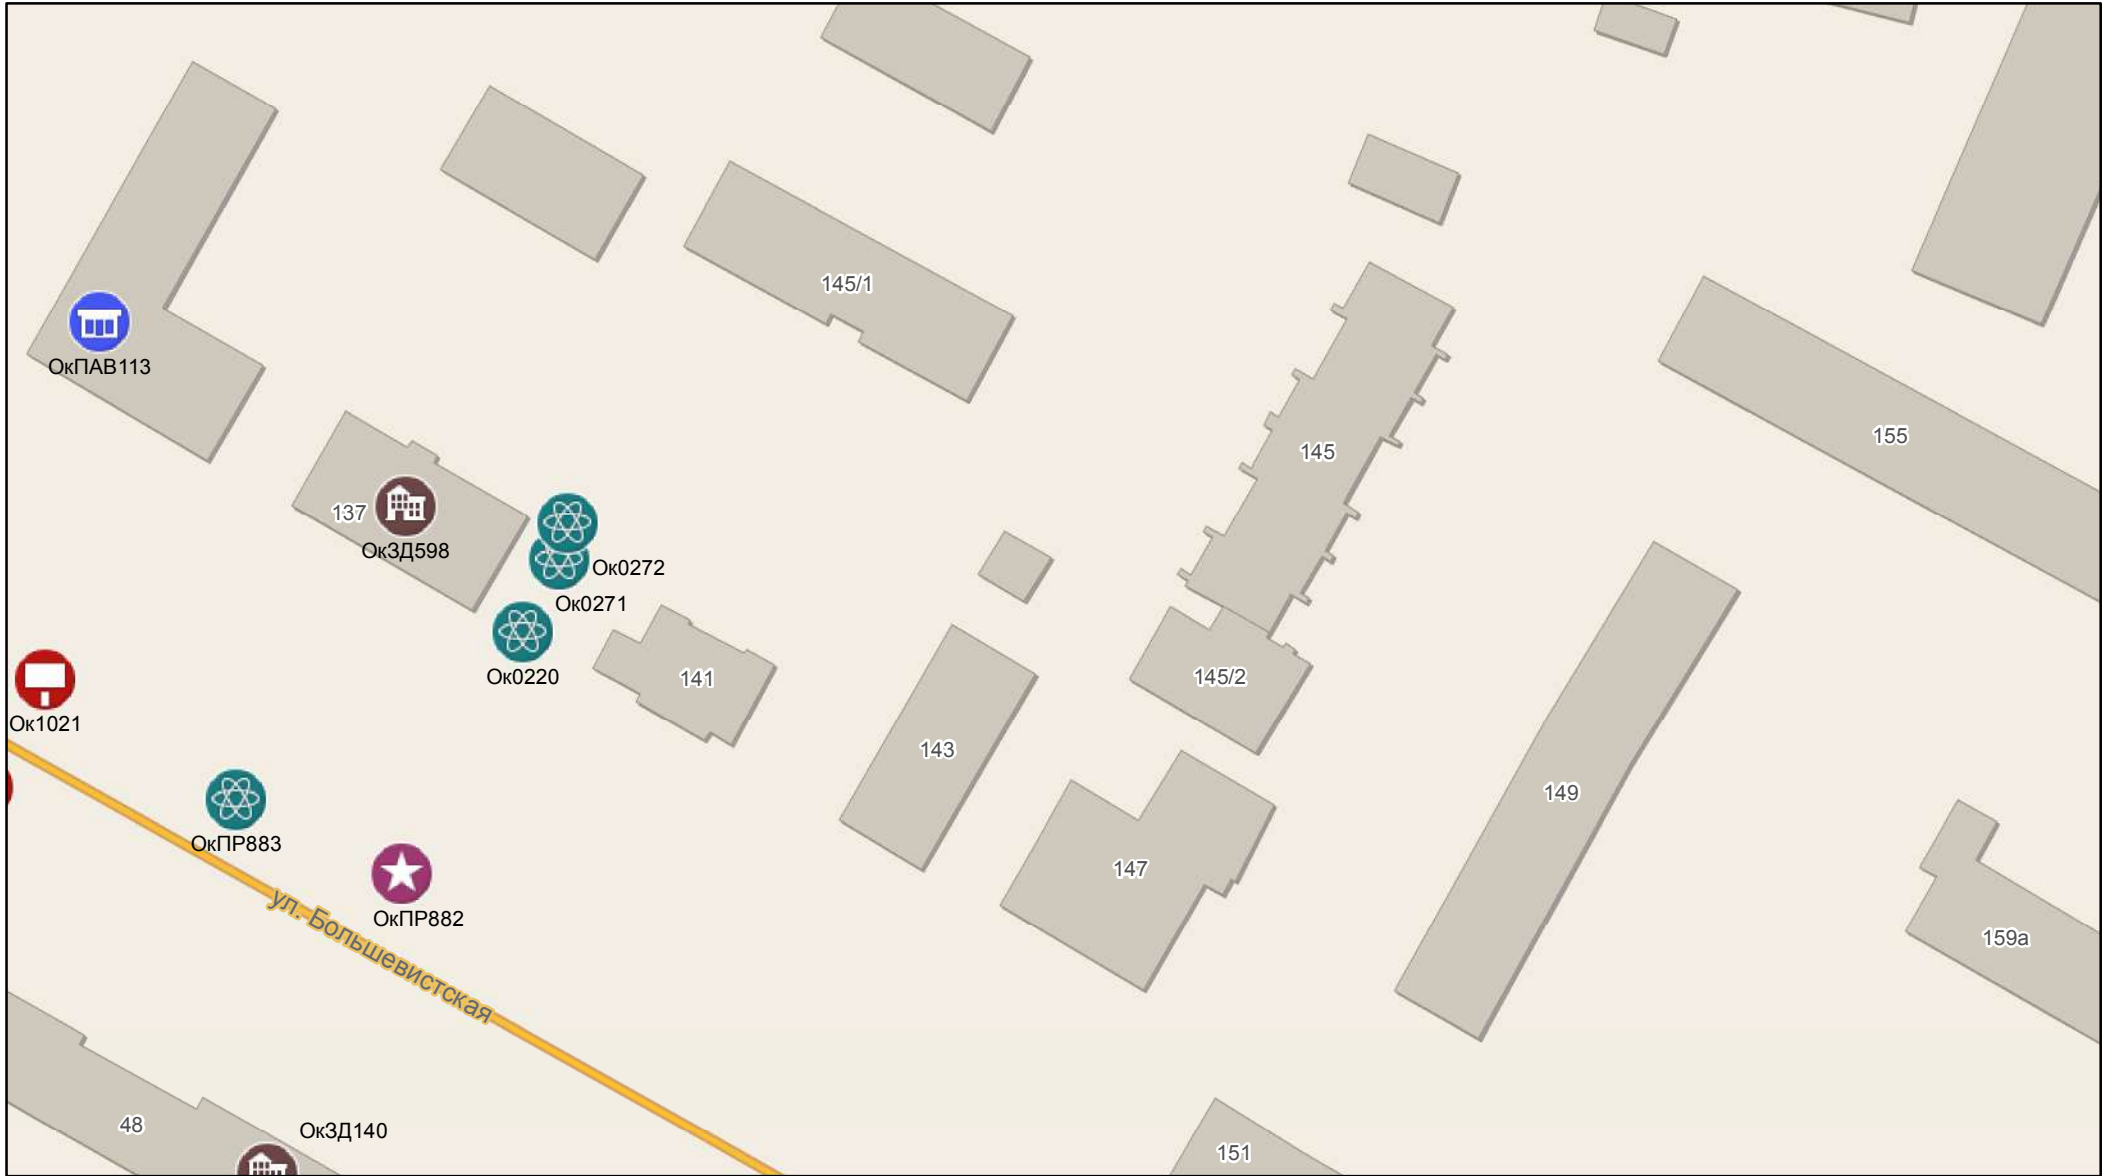 145/1
ОкПАВ113
145
155
137
ОкЗД598
Ок0272
Ок0271
Ок0220
141
145/2
Ок1021
143
149
ОкПР883
147
ОкПР882
ул. Большевистская
159а
48
ОкЗД140
151